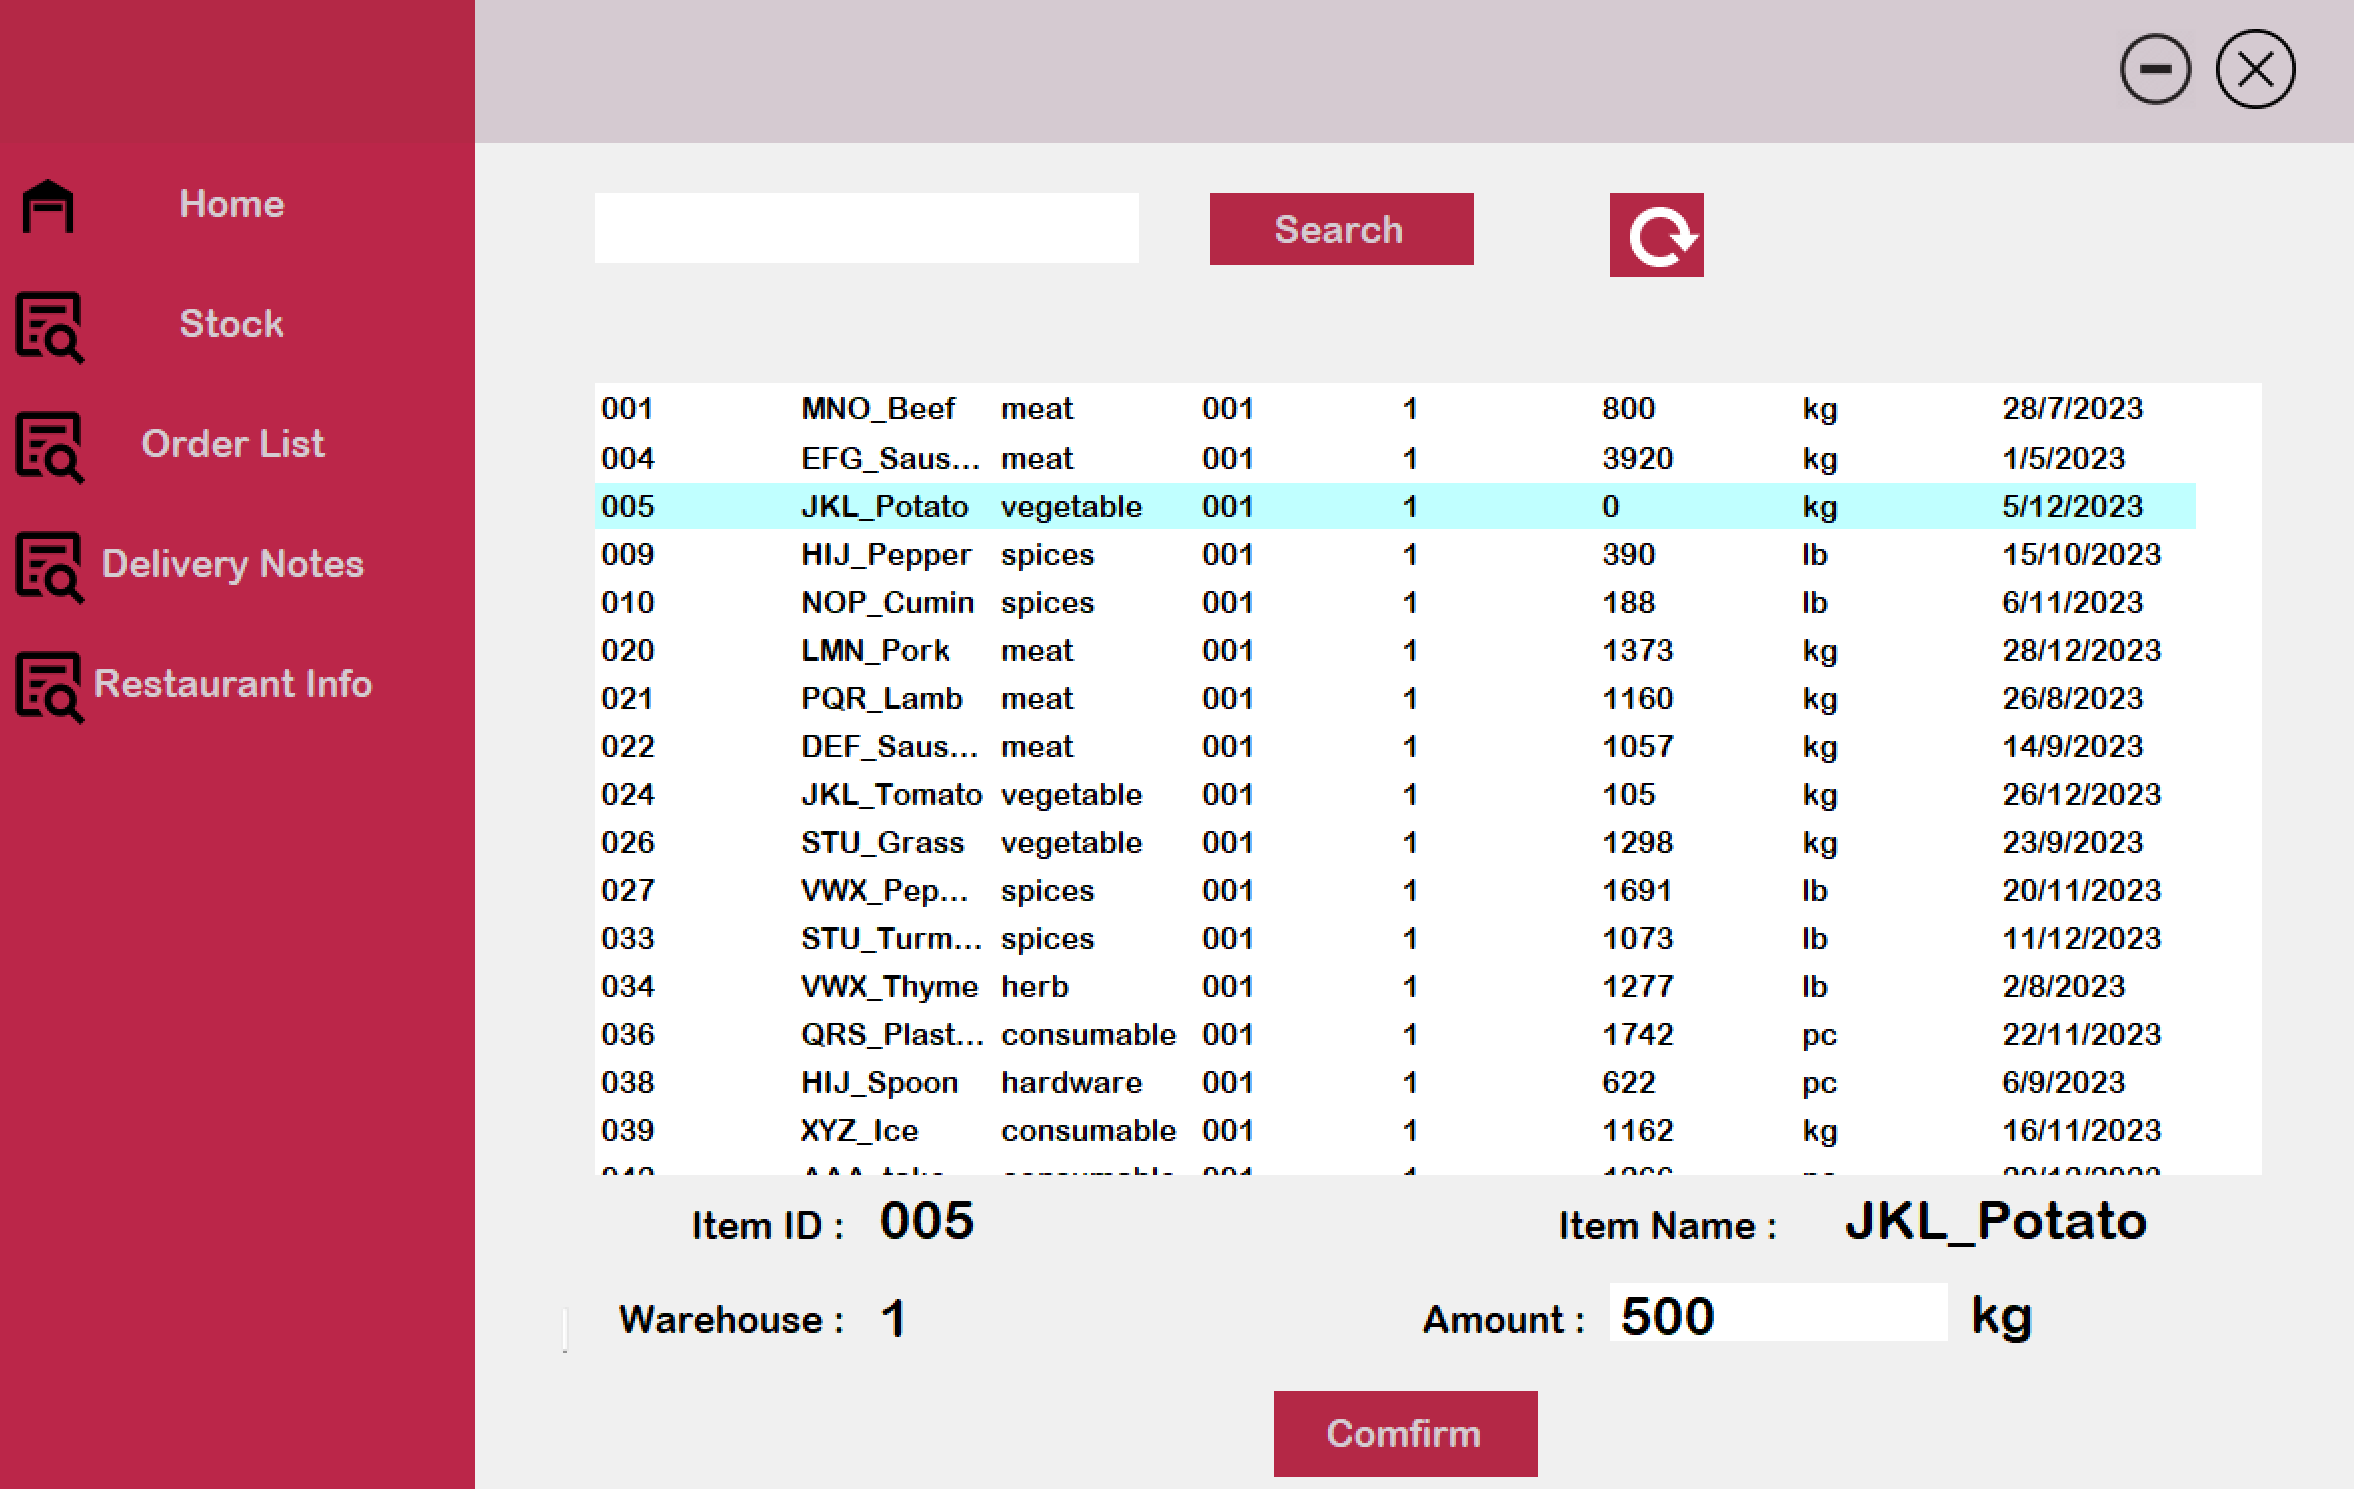 Home
Stock
Order List
Delivery Notes
Restaurant Info
Search
001 MNO_Beef meat 001 1 800 kg 28/7/2023
004 EFG_Saus... meat 001 1 3920 kg 1/5/2023
005 JKL_Potato vegetable 001 1 0 kg 5/12/2023
009 HIJ_Pepper spices 001 1 390 lb 15/10/2023
010 NOP_Cumin spices 001 1 188 lb 6/11/2023
020 LMN_Pork meat 001 1 1373 kg 28/12/2023
021 PQR_Lamb meat 001 1 1160 kg 26/8/2023
022 DEF_Saus... meat 001 1 1057 kg 14/9/2023
024 JKL_Tomato vegetable 001 1 105 kg 26/12/2023
026 STU_Grass vegetable 001 1 1298 kg 23/9/2023
027 VWX_Pep... spices 001 1 1691 lb 20/11/2023
033 STU_Turm... spices 001 1 1073 lb 11/12/2023
034 VWX_Thyme herb 001 1 1277 lb 2/8/2023
036 QRS_Plast... consumable 001 1 1742 pc 22/11/2023
038 HIJ_Spoon hardware 001 1 622 pc 6/9/2023
039 XYZ_Ice consumable 001 1 1162 kg 16/11/2023
consumable 001 1
Item ID : 005 Item Name : JKL_Potato
Warehouse : 1 Amount : 500 kg
Comfirm